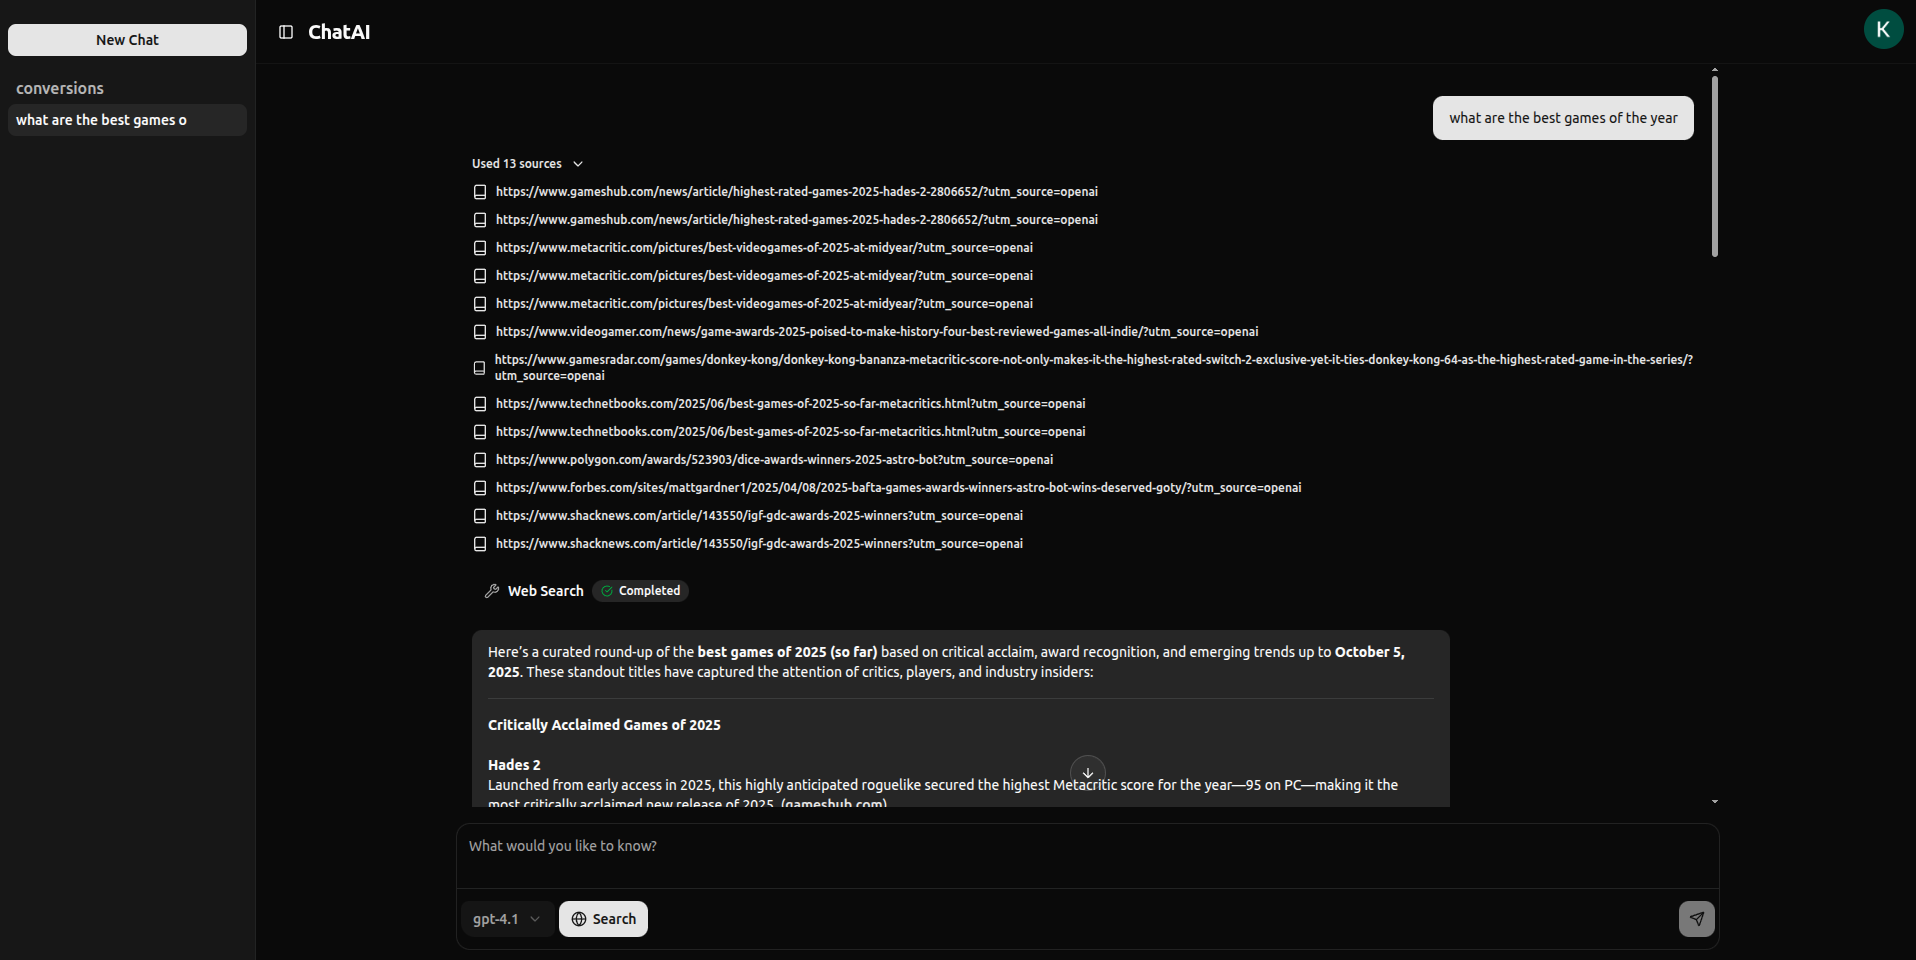 New Chat
conversions
what are the best games o
ChatAI
K
what are the best games of the year
Used 13 sources
https://www.gameshub.com/news/article/highest-rated-games-2025-hades-2-2806652/?utm_source=openai
https://www.gameshub.com/news/article/highest-rated-games-2025-hades-2-2806652/?utm_source=openai
https://www.metacritic.com/pictures/best-videogames-of-2025-at-midyear/?utm_source=openai
https://www.metacritic.com/pictures/best-videogames-of-2025-at-midyear/?utm_source=openai
https://www.metacritic.com/pictures/best-videogames-of-2025-at-midyear/?utm_source=openai
https://www.videogamer.com/news/game-awards-2025-poised-to-make-history-four-best-reviewed-games-all-indie/?utm_source=openai
https://www.gamesradar.com/games/donkey-kong/donkey-kong-bananza-metacritic-score-not-only-makes-it-the-highest-rated-switch-2-exclusive-yet-it-ties-donkey-kong-64-as-the-highest-rated-game-in-the-series/?
utm_source=openai
https://www.technetbooks.com/2025/06/best-games-of-2025-so-far-metacritics.html?utm_source=openai
https://www.technetbooks.com/2025/06/best-games-of-2025-so-far-metacritics.html?utm_source=openai
https://www.polygon.com/awards/523903/dice-awards-winners-2025-astro-bot?utm_source=openai
https://www.forbes.com/sites/mattgardner1/2025/04/08/2025-bafta-games-awards-winners-astro-bot-wins-deserved-goty/?utm_source=openai
https://www.shacknews.com/article/143550/igf-gdc-awards-2025-winners?utm_source=openai
https://www.shacknews.com/article/143550/igf-gdc-awards-2025-winners?utm_source=openai
Web Search Completed
Here’s a curated round-up of the best games of 2025 (so far) based on critical acclaim, award recognition, and emerging trends up to October 5,
2025. These standout titles have captured the attention of critics, players, and industry insiders:
Critically Acclaimed Games of 2025
Hades 2
Launched from early access in 2025, this highly anticipated roguelike secured the highest Metacritic score for the year—95 on PC—making it the
most critically acclaimed new release of 2025. (gameshub.com)
What would you like to know?
gpt-4.1
Search